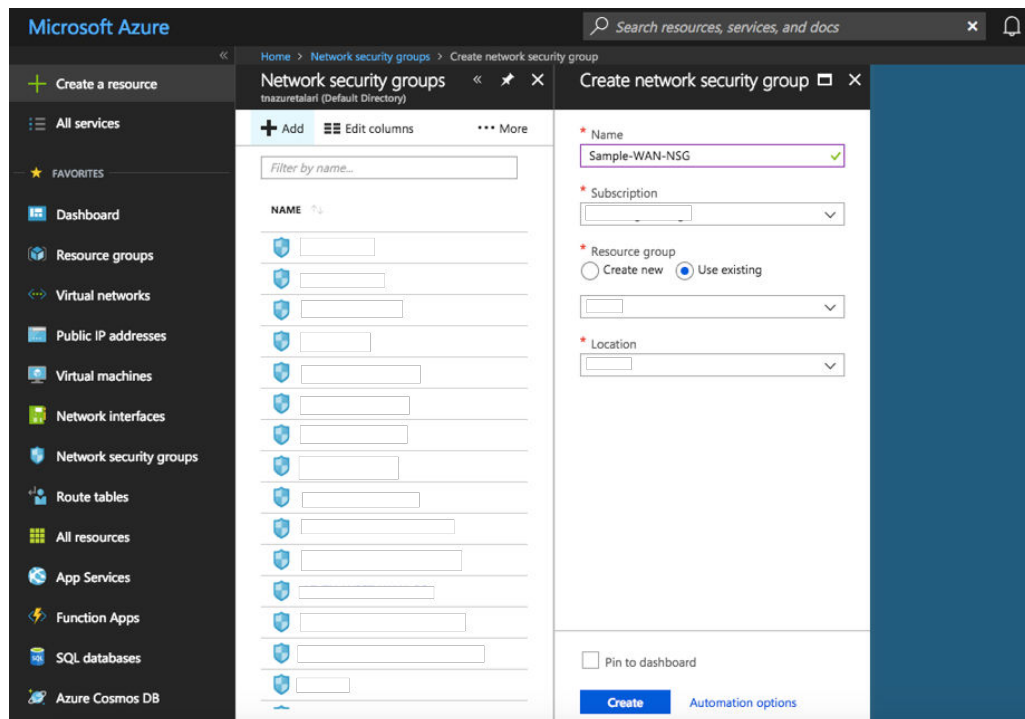 Microsoft Azure
Search resources, services, and docs
Home > Network security groups > Create network security group
Create a resource
All services
FAVORITES
Dashboard
Resource groups
Virtual networks
Public IP addresses
Virtual machines
Network interfaces
Network security groups
Route tables
All resources
App Services
Function Apps
SQL databases
Azure Cosmos DB
Network security groups
tnazuretalari (Default Directory)
Add
Edit columns
More
Filter by name...
NAME
Create network security group
* Name
Sample-WAN-NSG
* Subscription
* Resource group
Create new
Use existing
* Location
Pin to dashboard
Create
Automation options